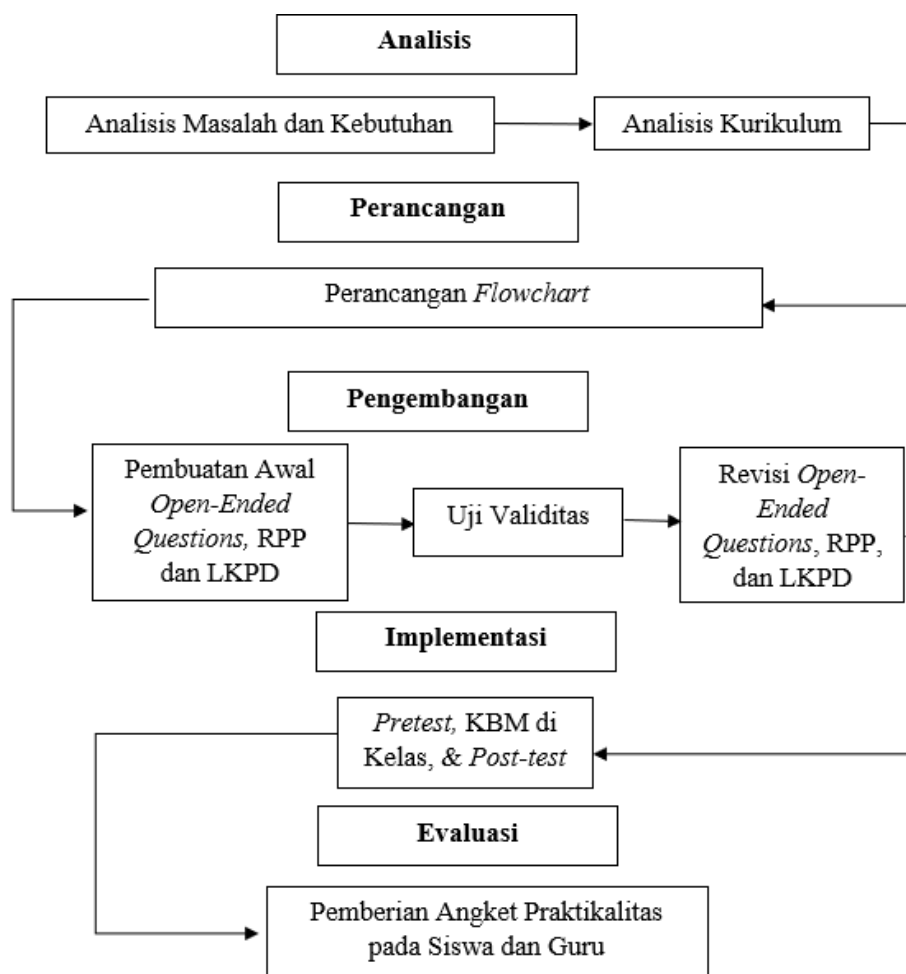 Analisis
Analisis Masalah dan Kebutuhan
Analisis Kurikulum
Perancangan
Perancangan Flowchart
Pengembangan
Pembuatan Awal
Open-Ended
Questions, RPP
dan LKPD
Uji Validitas
Revisi Open-
Ended
Questions, RPP,
dan LKPD
Implementasi
Pretest, KBM di
Kelas, & Post-test
Evaluasi
Pemberian Angket Praktikalitas
pada Siswa dan Guru